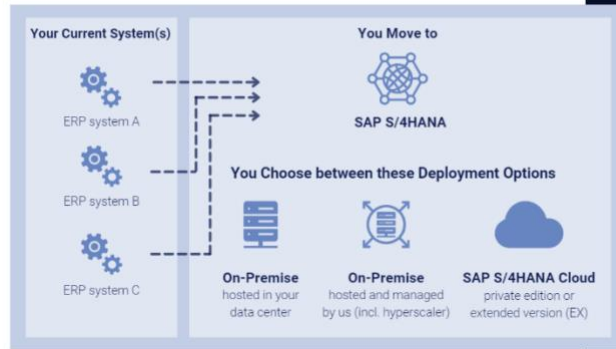 Your Current System(s)
ERP system A
ERP system B
ERP system C
You Move to
SAP S/4HANA
You Choose between these Deployment Options
On-Premise
hosted in your
data center
On-Premise
hosted and managed
by us (incl. hyperscaler)
SAP S/4HANA Cloud
private edition or
extended version (EX)